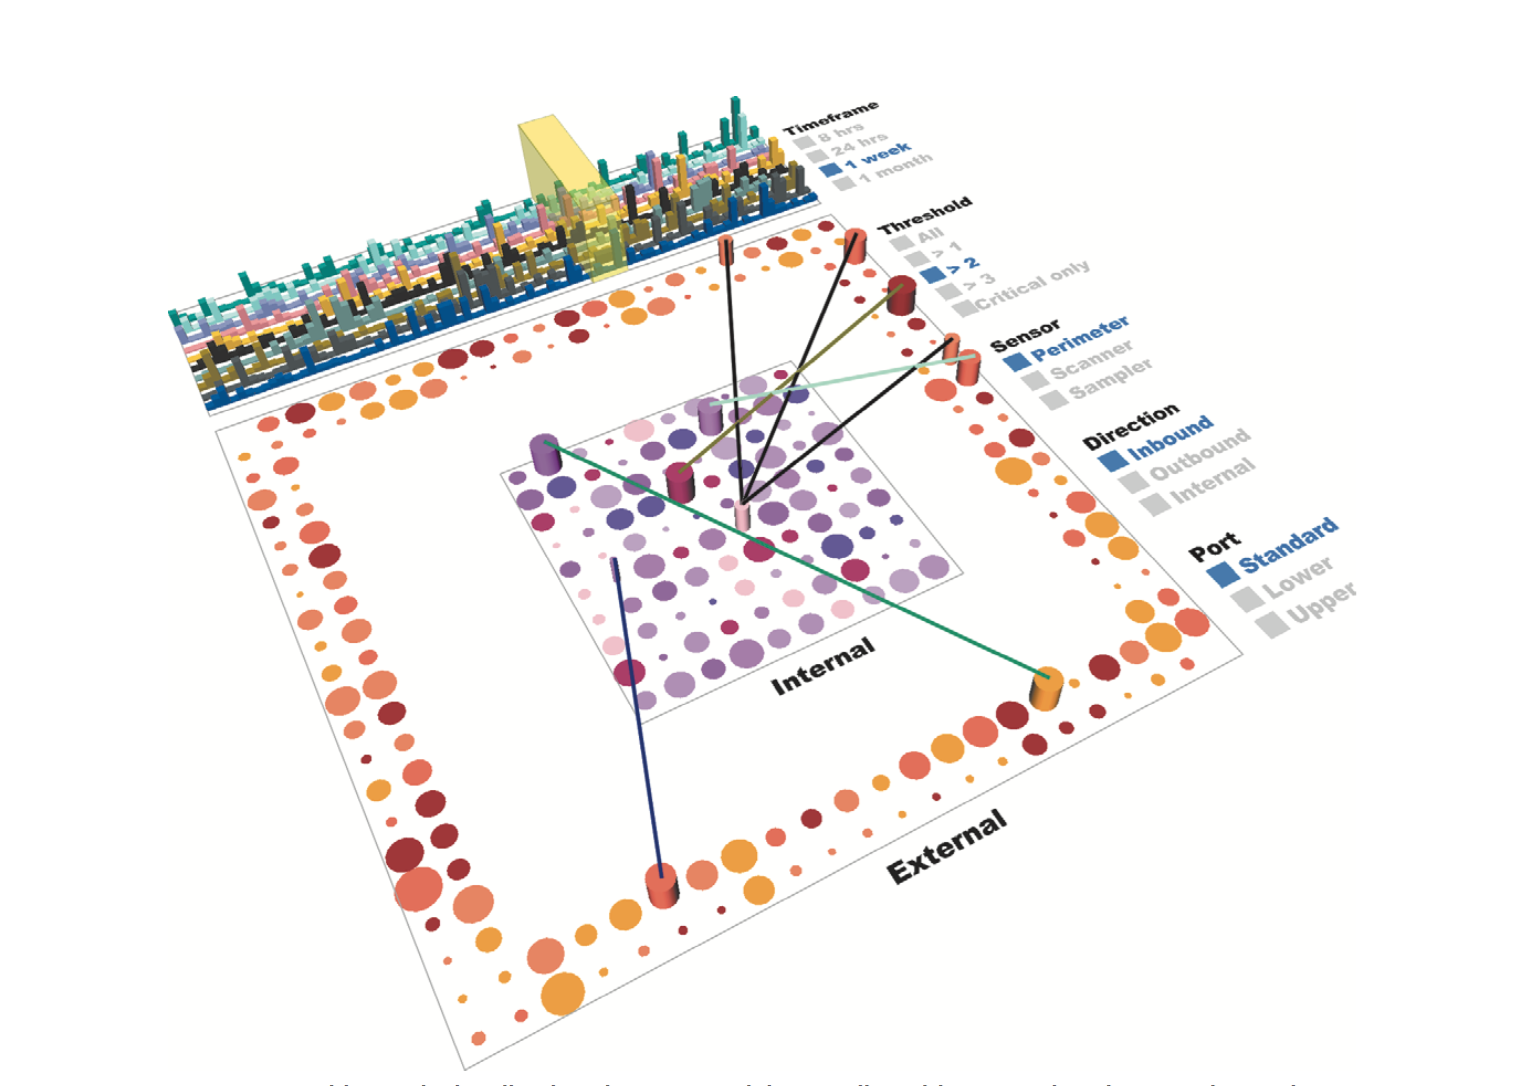 Timeframe
8 hrs
24 hrs
1 week
1 month
Threshold
All
> 1
> 2
> 3
Critical only
Sensor
Perimeter
Scanner
Sampler
Direction
Inbound
Outbound
Internal
Port
Standard
Lower
Upper
Internal
External